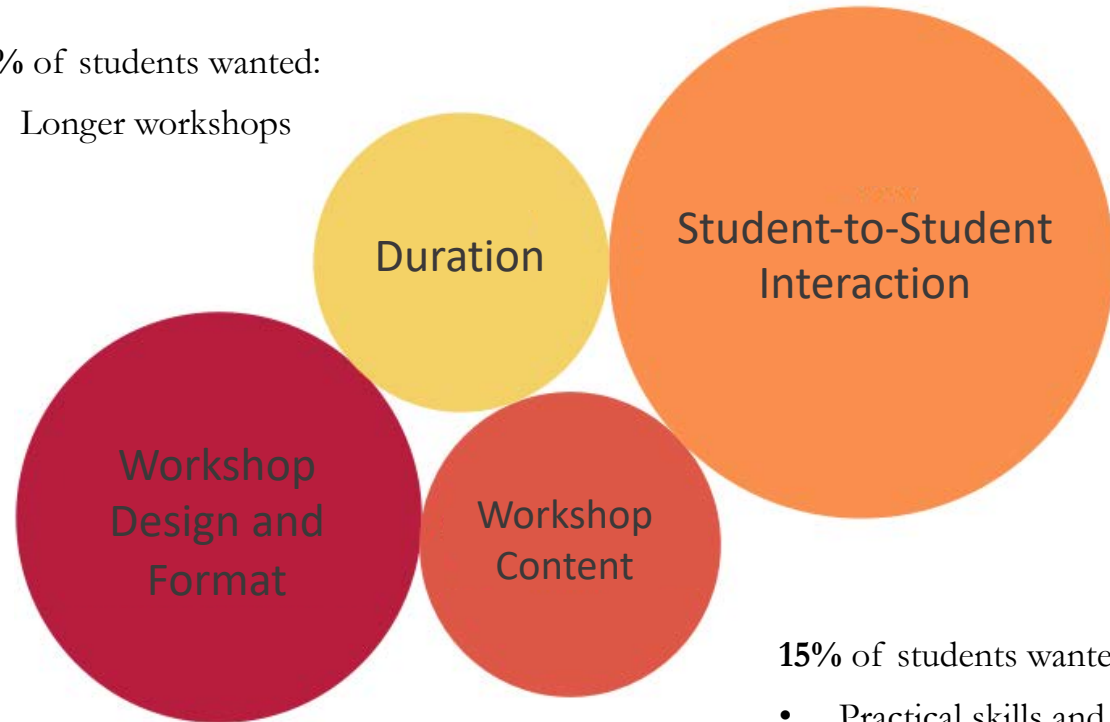 % of students wanted:
Longer workshops
Duration
Student-to-Student
Interaction
Workshop
Design and
Format
Workshop
Content
15% of students wante
• Practical skills and